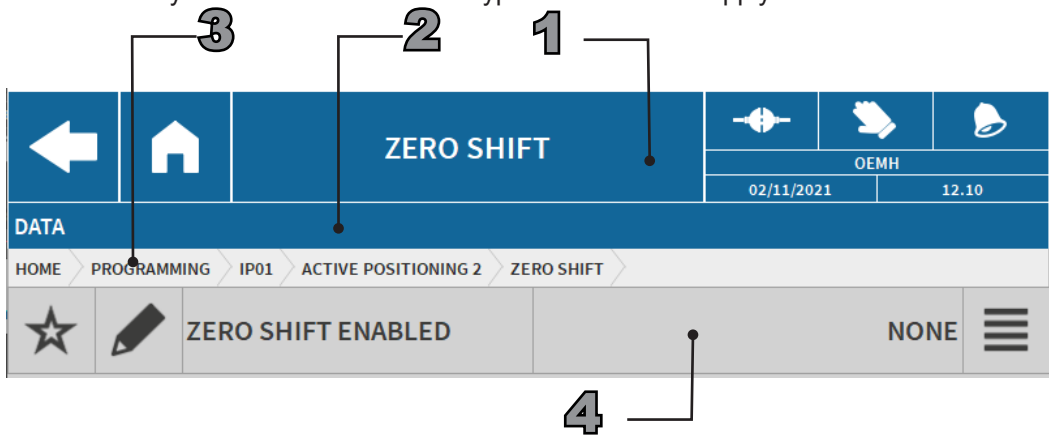 3 2 1
ZERO SHIFT
OEMH
02/11/2021 12.10
DATA
HOME PROGRAMMING IP01 ACTIVE POSITIONING 2 ZERO SHIFT
ZERO SHIFT ENABLED NONE
4